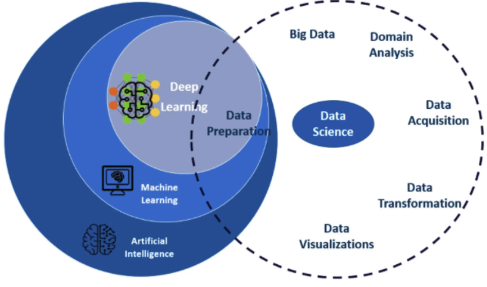 Big Data
Domain
Analysis
Deep
Learning
Data
Preparation
Data
Science
Data
Acquisition
Machine
Learning
Data
Transformation
Data
Visualizations
Artificial
Intelligence